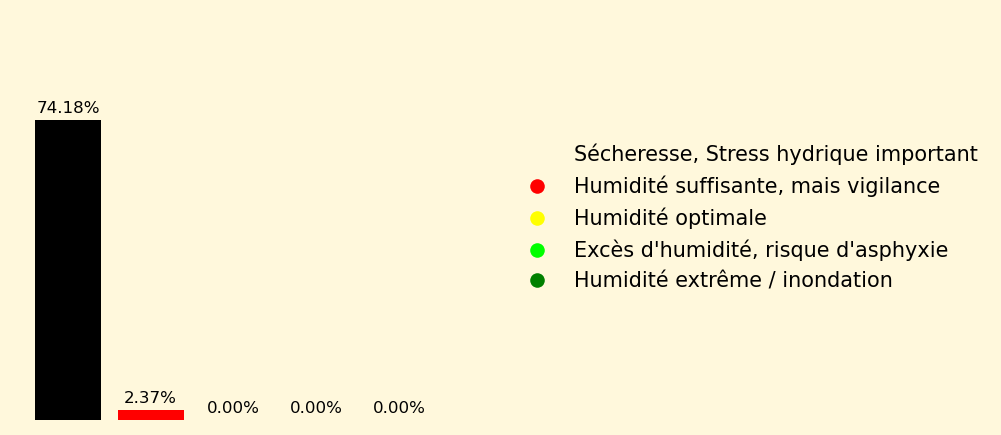 74.18%
2.37%
0.00%
0.00%
0.00%
Sécheresse, Stress hydrique important
Humidité suffisante, mais vigilance
Humidité optimale
Excès d'humidité, risque d'asphyxie
Humidité extrême / inondation